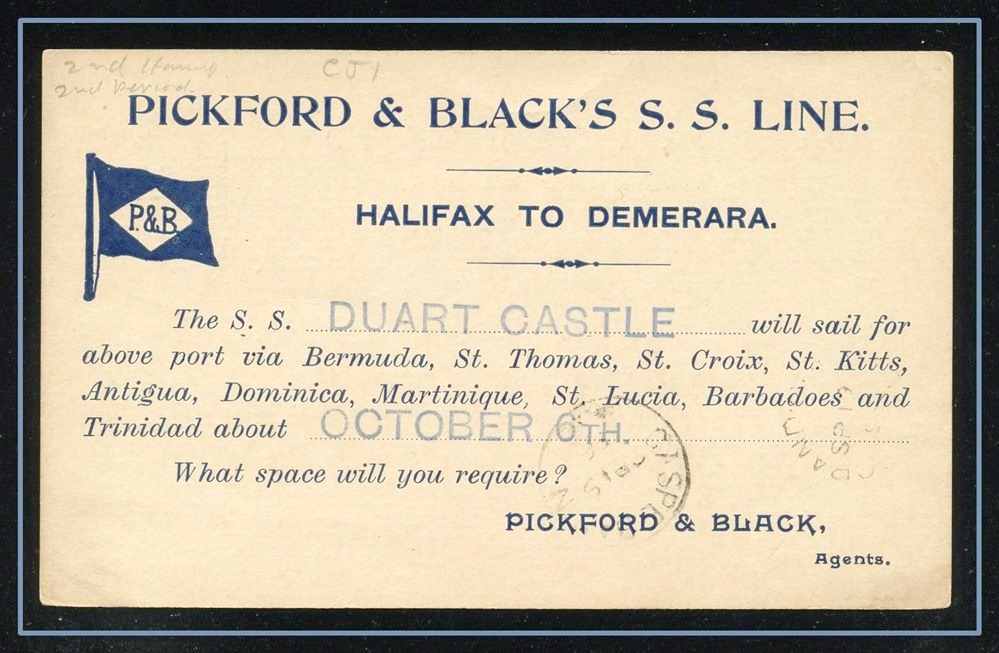 2nd
CJ1
2nd Period
PICKFORD & BLACK'S S. S. LINE.
P.&B.
HALIFAX TO DEMERARA.
The S. S. DUART CASTLE will sail for
above port via Bermuda, St. Thomas, St. Croix, St. Kitts,
Antigua, Dominica, Martinique, St. Lucia, Barbadoes and
Trinidad about OCTOBER 6TH.
What space will you require?
PICKFORD & BLACK,
Agents.